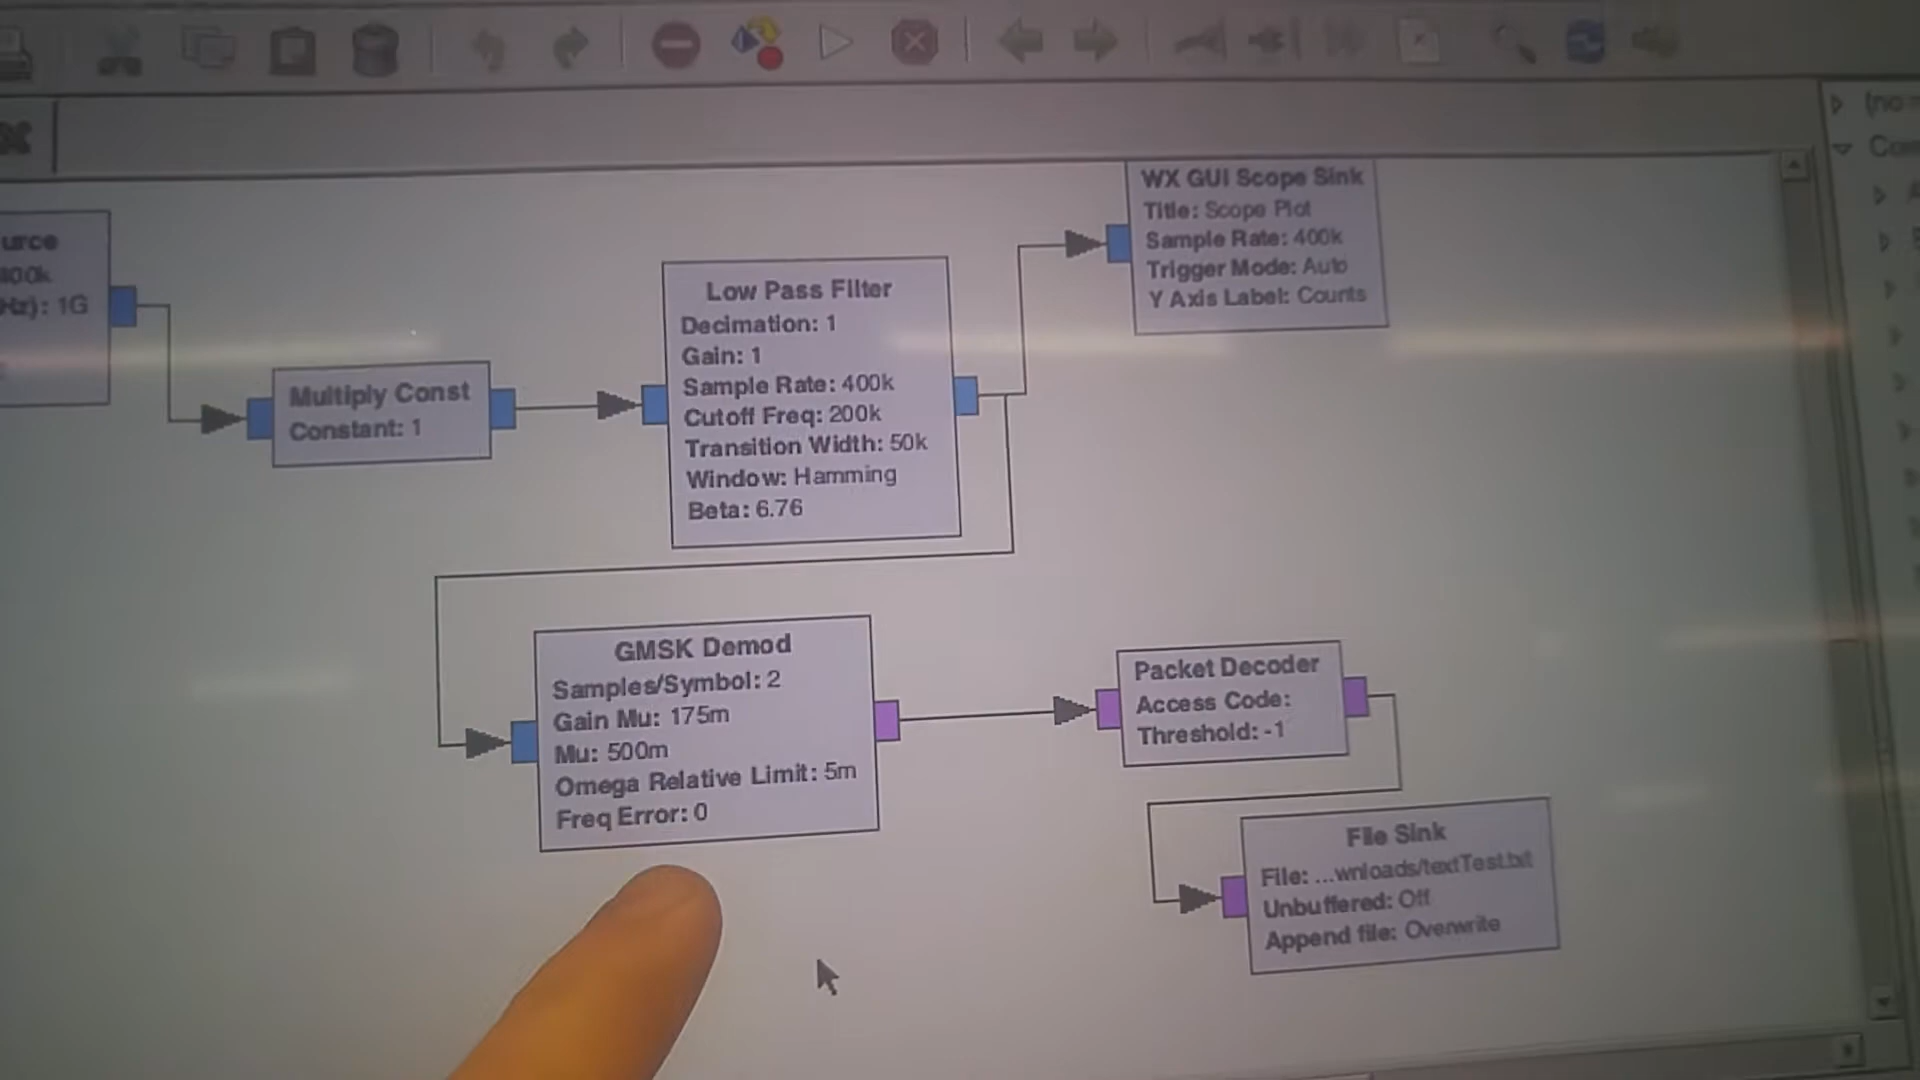 urce
400k
Hz): 1G
Multiply Const
Constant: 1
Low Pass Filter
Decimation: 1
Gain: 1
Sample Rate: 400k
Cutoff Freq: 200k
Transition Width: 50k
Window: Hamming
Beta: 6.76
WX GUI Scope Sink
Title: Scope Plot
Sample Rate: 400k
Trigger Mode: Auto
Y Axis Label: Counts
GMSK Demod
Samples/Symbol: 2
Gain Mu: 175m
Mu: 500m
Omega Relative Limit: 5m
Freq Error: 0
Packet Decoder
Access Code:
Threshold: -1
File Sink
File: ...wnloads/textTest.txt
Unbuffered: Off
Append file: Overwrite